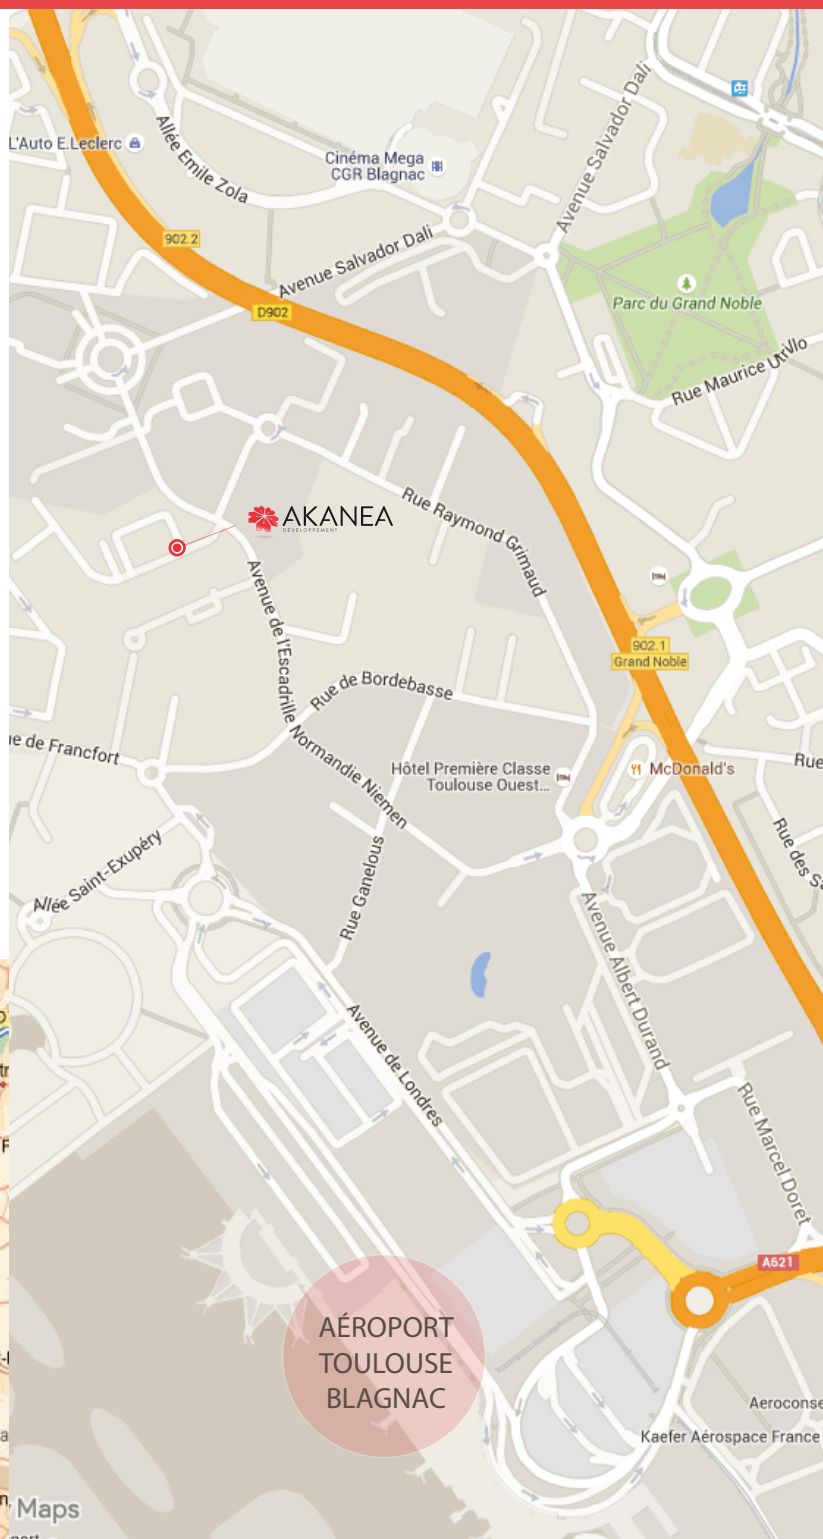 L'Auto E.Leclerc
Allée Emile Zola
Cinéma Mega
CGR Blagnac
Avenue Salvador Dali
Avenue Salvador Dali
902.2
D902
Parc du Grand Noble
Rue Maurice Utrillo
AKANEA
DEVELOPPEMENT
Rue Raymond Grimaud
Avenue de l'Escadrille Normandie Niemen
902.1
Grand Noble
Rue de Bordebasse
ue de Francfort
Hôtel Première Classe
Toulouse Ouest...
McDonald's
Rue
Rue des S
Allée Saint-Exupéry
Rue Ganelous
Avenue Albert Durand
Avenue de Londres
Rue Marcel Doret
A621
AÉROPORT
TOULOUSE
BLAGNAC
Aeroconse
Kaefer Aérospace France
Maps